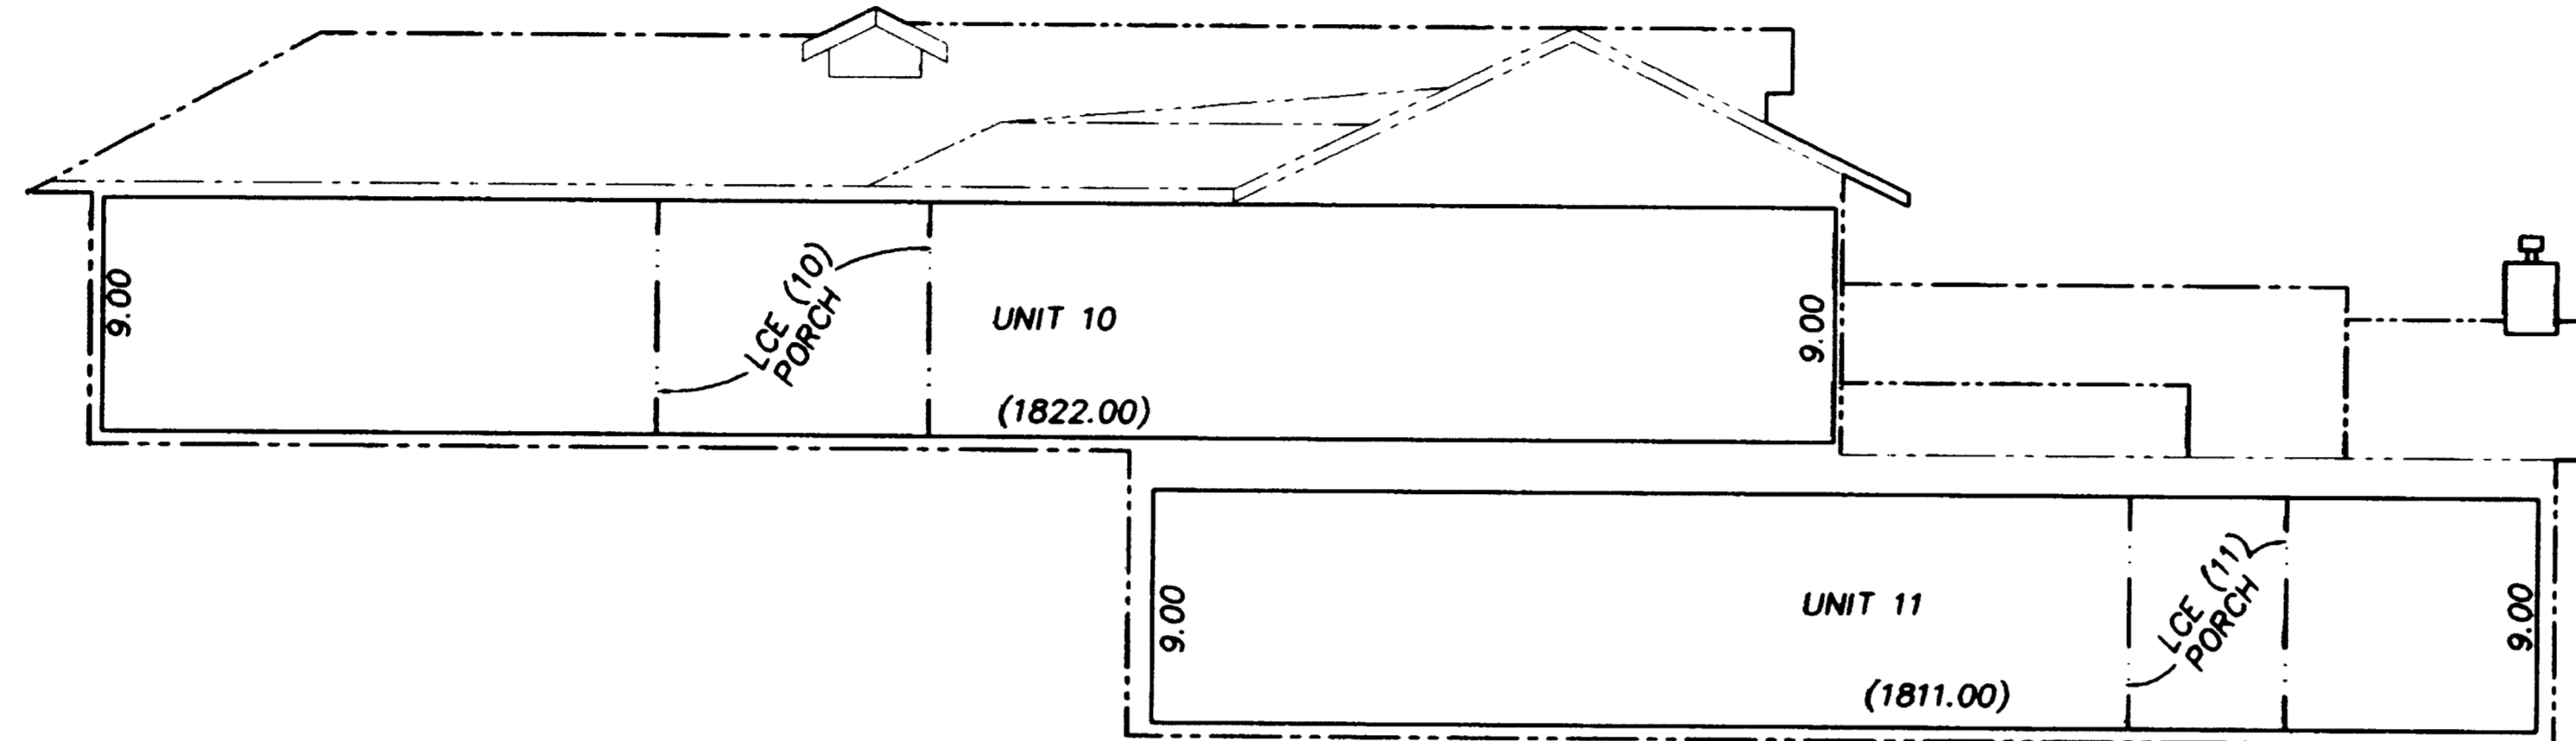 9.00
LCE (10)
PORCH
UNIT 10
(1822.00)
9.00
9.00
UNIT 11
(1811.00)
LCE (11)
PORCH
9.00